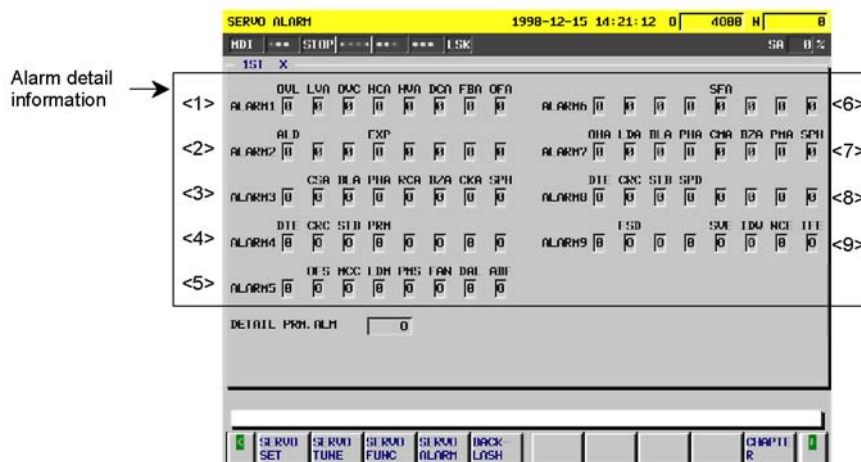 SERVO ALARM 1998-12-15 14:21:12 O 4088 N 8
MDI *** STOP **** *** *** LSK SA 0 %
1ST X
Alarm detail
information
OVL LVA OVC HCA HVA DCA FBA OFA SFA
<1> ALARM1 0 0 0 0 0 0 0 0 ALARM6 0 0 0 0 0 0 0 0 <6>
ALD EXP OHA LDA BLA PHA CMA BZA PMA SPH
<2> ALARM2 0 0 0 0 0 0 0 0 ALARM7 0 0 0 0 0 0 0 0 <7>
CSA BLA PHA RCA BZA CKA SPH DTE CRC STB SPD
<3> ALARM3 0 0 0 0 0 0 0 0 ALARM8 0 0 0 0 0 0 0 0 <8>
DTE CRC STB PRM FSD SVE IDW NCE IFE
<4> ALARM4 0 0 0 0 0 0 0 0 ALARM9 0 0 0 0 0 0 0 0 <9>
OFS MCC LDM PMS FAN DAL ABF
<5> ALARM5 0 0 0 0 0 0 0 0
DETAIL PRM.ALM 0
SERVO SET SERVO TUNE SERVO FUNC SERVO ALARM BACK-LASH CHAPTER